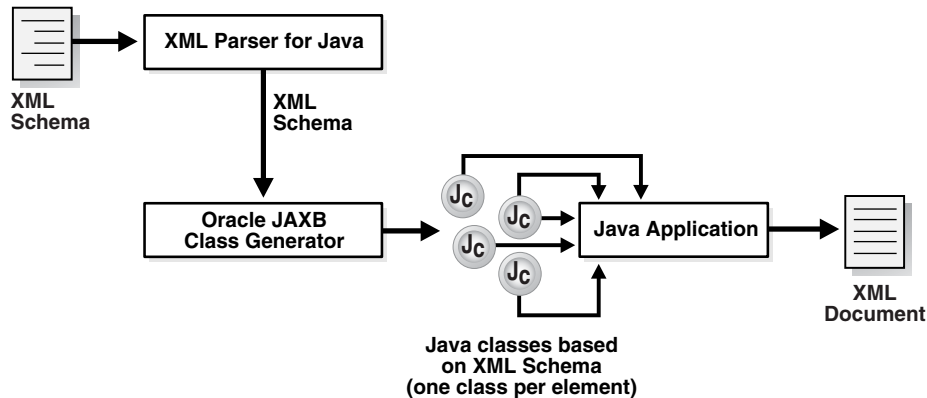 XML Parser for Java
XML
Schema
XML
Schema
Oracle JAXB
Class Generator
Jc
Jc
Jc
Jc
Java Application
XML
Document
Java classes based
on XML Schema
(one class per element)